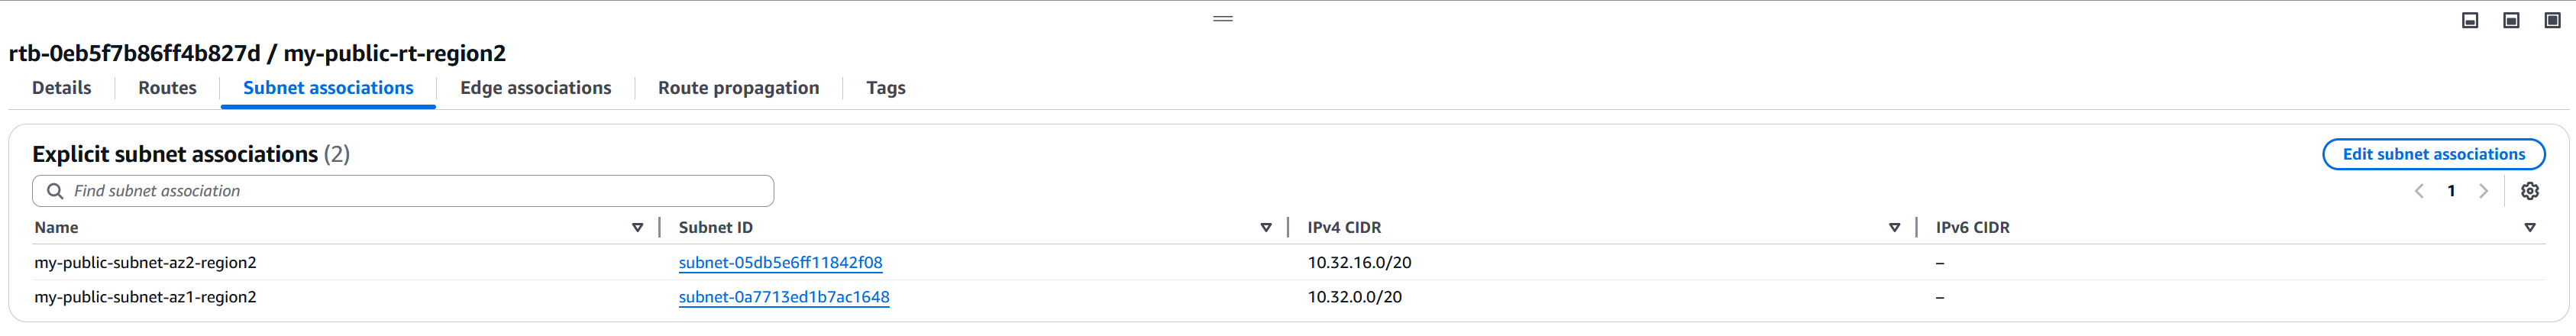 rtb-0eb5f7b86ff4b827d / my-public-rt-region2
Details Routes Subnet associations Edge associations Route propagation Tags
Explicit subnet associations (2) Edit subnet associations
Find subnet association 1
Name Subnet ID IPv4 CIDR IPv6 CIDR
my-public-subnet-az2-region2 subnet-05db5e6ff11842f08 10.32.16.0/20 –
my-public-subnet-az1-region2 subnet-0a7713ed1b7ac1648 10.32.0.0/20 –